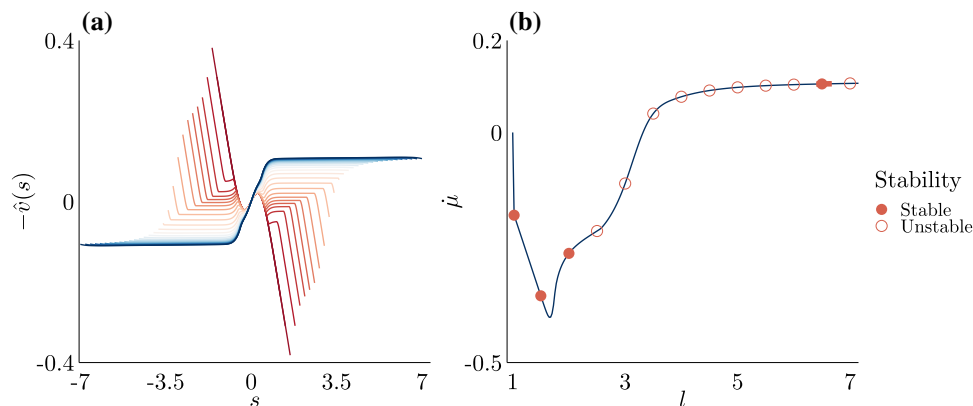 (a)
0.4
0
-0.4
−v̂(s)
-7
-3.5
0
3.5
7
s
(b)
0.2
0
-0.5
μ̇
1
3
5
7
l
Stability
Stable
Unstable